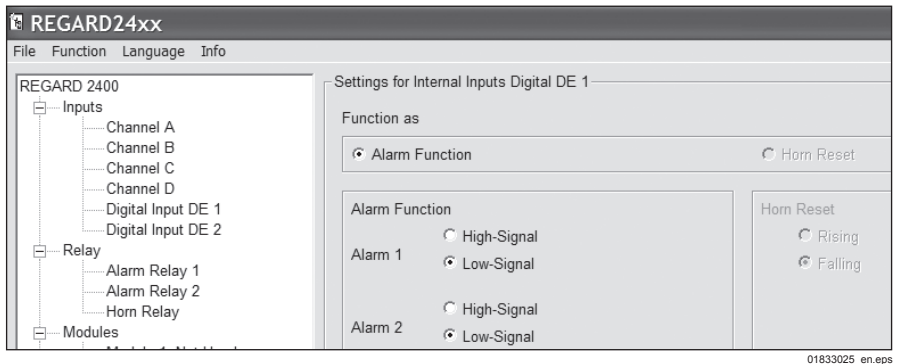 REGARD24xx
File Function Language Info
REGARD 2400
Inputs
Channel A
Channel B
Channel C
Channel D
Digital Input DE 1
Digital Input DE 2
Relay
Alarm Relay 1
Alarm Relay 2
Horn Relay
Modules
Settings for Internal Inputs Digital DE 1
Function as
Alarm Function
Horn Reset
Alarm Function
Alarm 1
High-Signal
Low-Signal
Alarm 2
High-Signal
Low-Signal
Horn Reset
Rising
Falling
01833025_en.eps